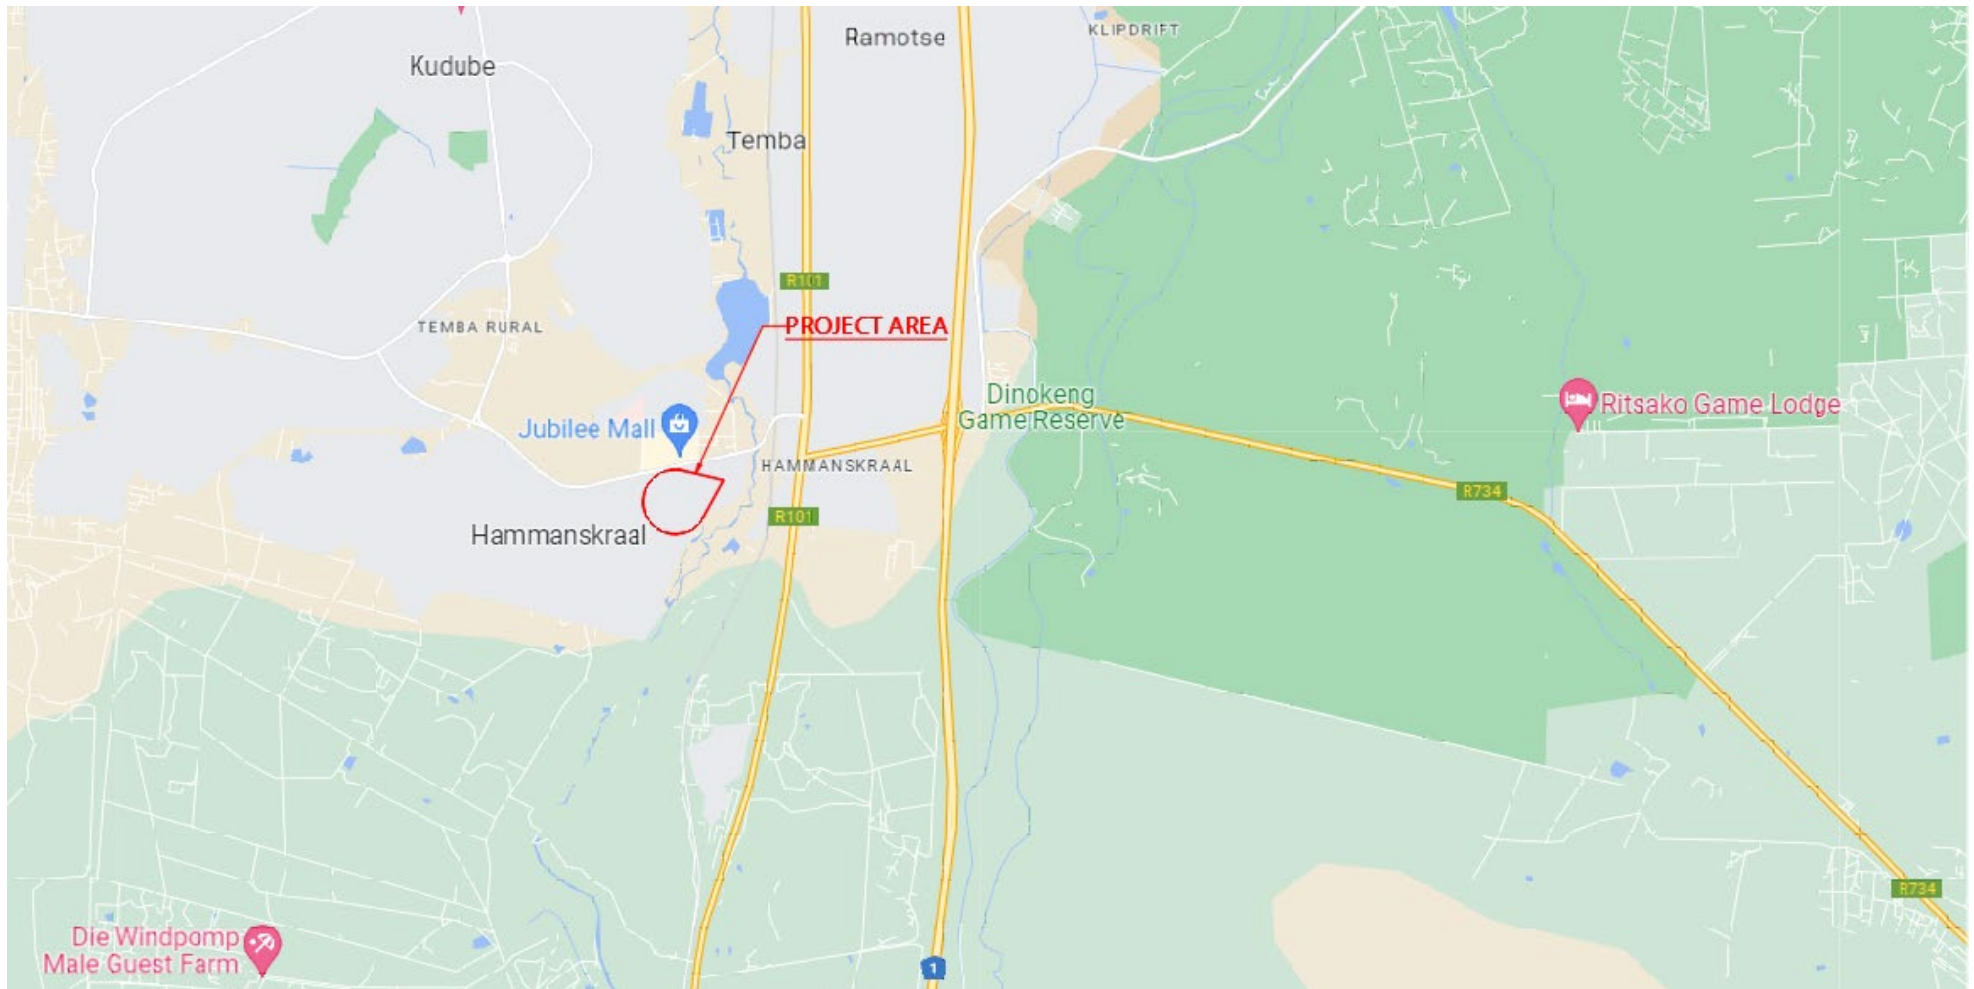 Ramotse
KLIPDRIFT
Kudube
Temba
R101
TEMBA RURAL
PROJECT AREA
Dinokeng
Game Reserve
Ritsako Game Lodge
Jubilee Mall
HAMMANSKRAAL
R734
R101
Hammanskraal
R734
Die Windpomp
Male Guest Farm
1